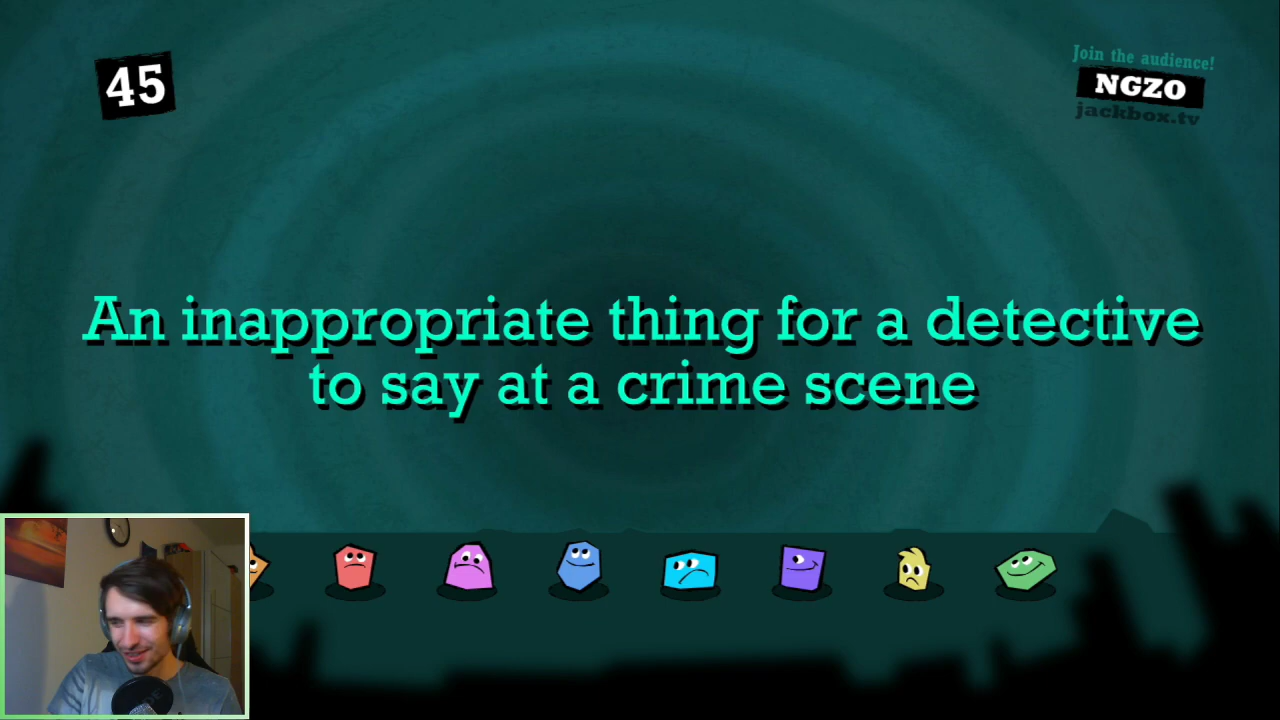 45
Join the audience!
NGZO
jackbox.tv
An inappropriate thing for a detective
to say at a crime scene